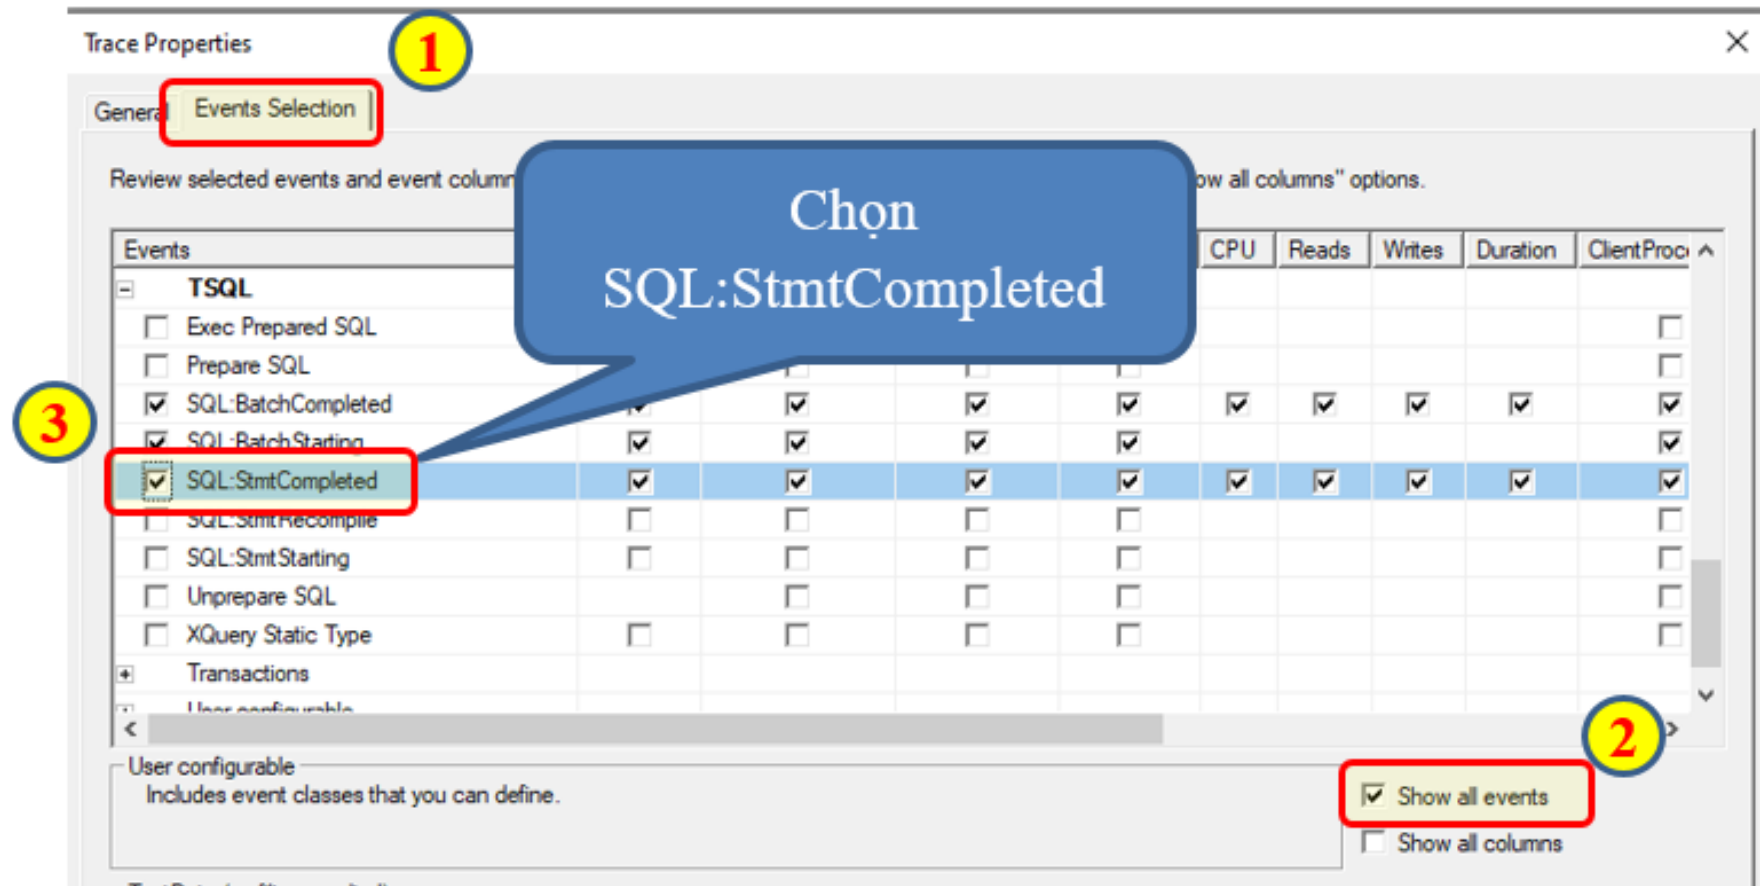 1
Trace Properties
General
Events Selection
Review selected events and event column
ow all columns" options.
Chọn
SQL:StmtCompleted
Events
CPU
Reads
Writes
Duration
ClientProc
TSQL
Exec Prepared SQL
Prepare SQL
3
SQL:BatchCompleted
SQL:BatchStarting
SQL:StmtCompleted
SQL:StmtRecompile
SQL:StmtStarting
Unprepare SQL
XQuery Static Type
Transactions
User configurable
2
User configurable
Includes event classes that you can define.
Show all events
Show all columns